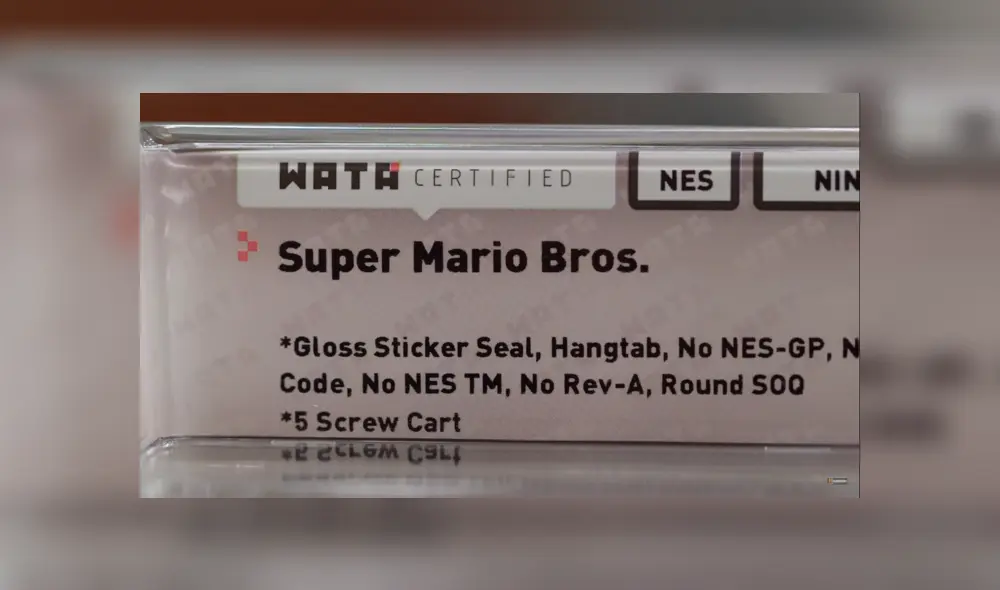 WATA CERTIFIED NES NIN
Super Mario Bros.
*Gloss Sticker Seal, Hangtab, No NES-GP, N
Code, No NES TM, No Rev-A, Round SOQ
*5 Screw Cart